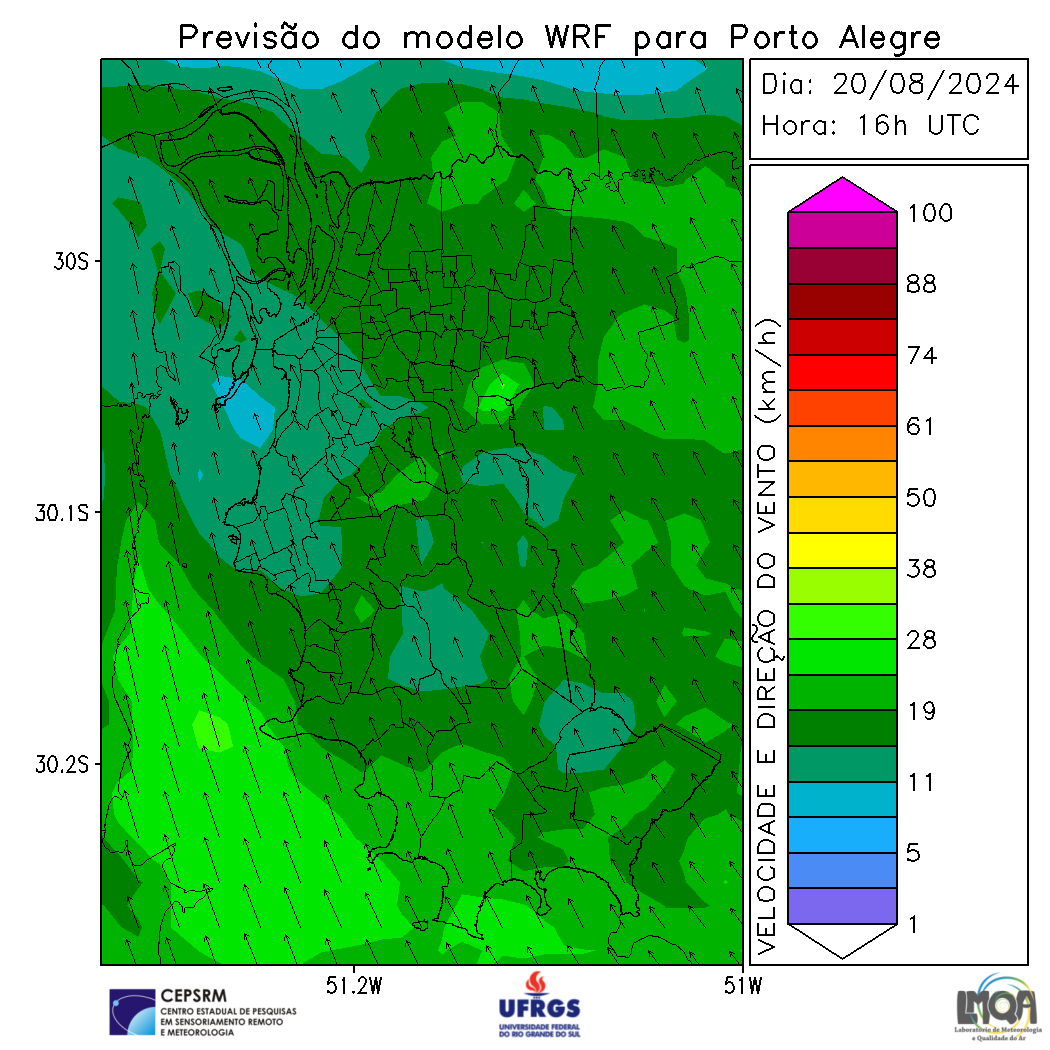 Previsão do modelo WRF para Porto Alegre
Dia: 20/08/2024
Hora: 16h UTC
30S
30.1S
30.2S
51.2W
51W
VELOCIDADE E DIREÇÃO DO VENTO (km/h)
100
88
74
61
50
38
28
19
11
5
1
CEPSRM
CENTRO ESTADUAL DE PESQUISAS
EM SENSORIAMENTO REMOTO
E METEOROLOGIA
UFRGS
UNIVERSIDADE FEDERAL
DO RIO GRANDE DO SUL
LMQA
Laboratório de Meteorologia
e Qualidade do Ar